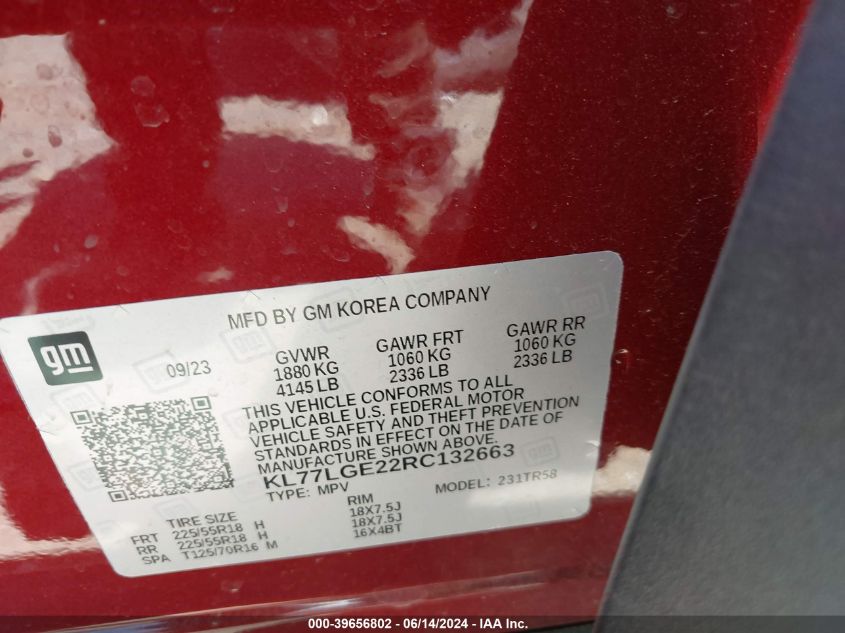 MFD BY GM KOREA COMPANY
gm
09/23 GVWR GAWR FRT GAWR RR
1880 KG 1060 KG 1060 KG
4145 LB 2336 LB 2336 LB
THIS VEHICLE CONFORMS TO ALL
APPLICABLE U.S. FEDERAL MOTOR
VEHICLE SAFETY AND THEFT PREVENTION
STANDARDS IN EFFECT ON THE DATE OF
MANUFACTURE SHOWN ABOVE.
KL77LGE22RC132663
TYPE: MPV MODEL: 231TR58
TIRE SIZE RIM
FRT 225/55R18 H 18X7.5J
RR 225/55R18 H 18X7.5J
SPA T125/70R16 M 16X4BT
000-39656802 - 06/14/2024 - IAA Inc.